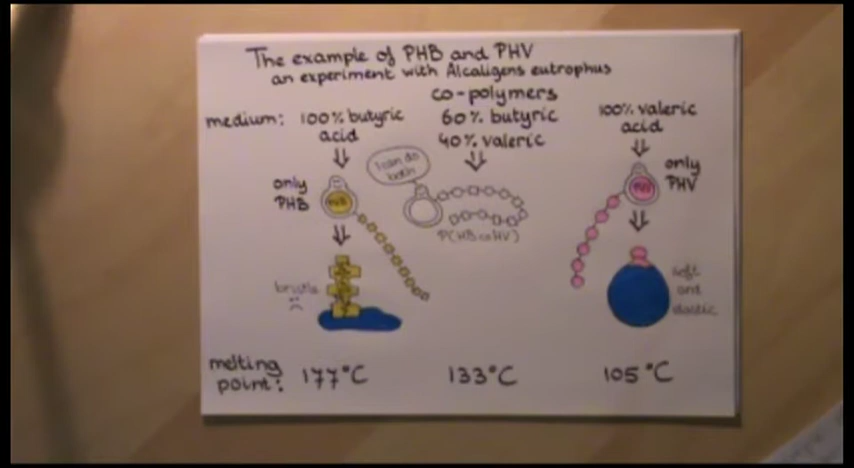 The example of PHB and PHV
an experiment with Alcaligens eutrophus
co-polymers
medium: 100% butyric acid
60% butyric
40% valeric
100% valeric
acid
I can do
both
only
PHB
PHB
only
PHV
PHV
P(HB co HV)
bristle
soft
and
elastic
melting
point: 177°C 133°C 105°C